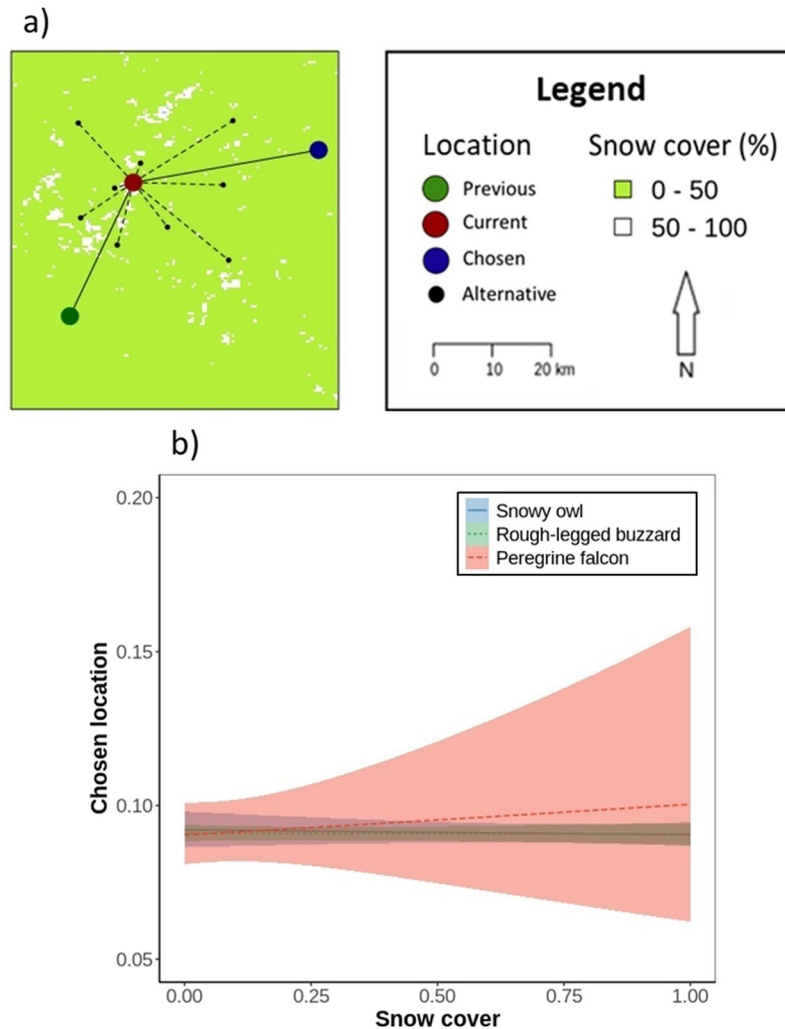 a)
Legend
Location
Previous
Current
Chosen
Alternative
0 10 20 km
Snow cover (%)
0 - 50
50 - 100
N
b)
Chosen location
0.20
0.15
0.10
0.05
Snowy owl
Rough-legged buzzard
Peregrine falcon
0.00 0.25 0.50 0.75 1.00
Snow cover